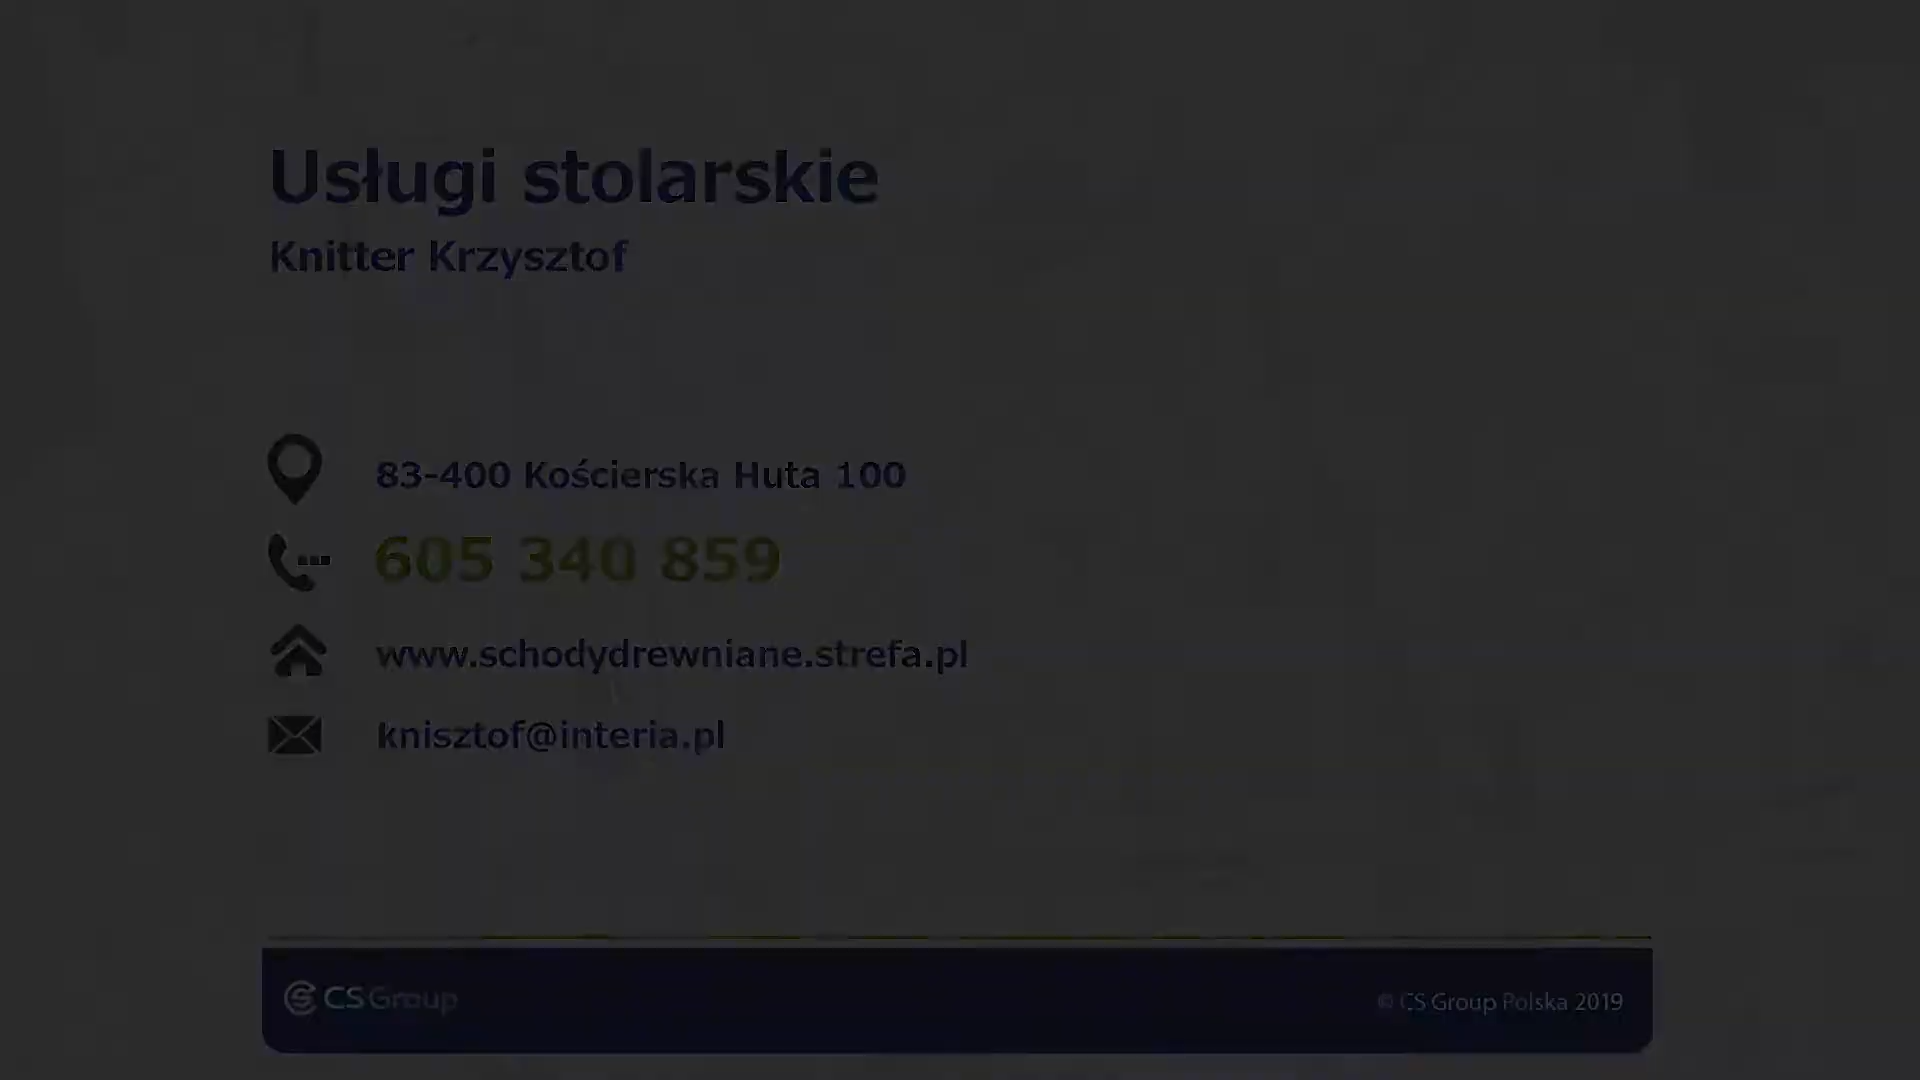 Usługi stolarskie
Knitter Krzysztof
83-400 Kościerska Huta 100
605 340 859
www.schodydrewniane.strefa.pl
knisztof@interia.pl
CS Group
© CS Group Polska 2019